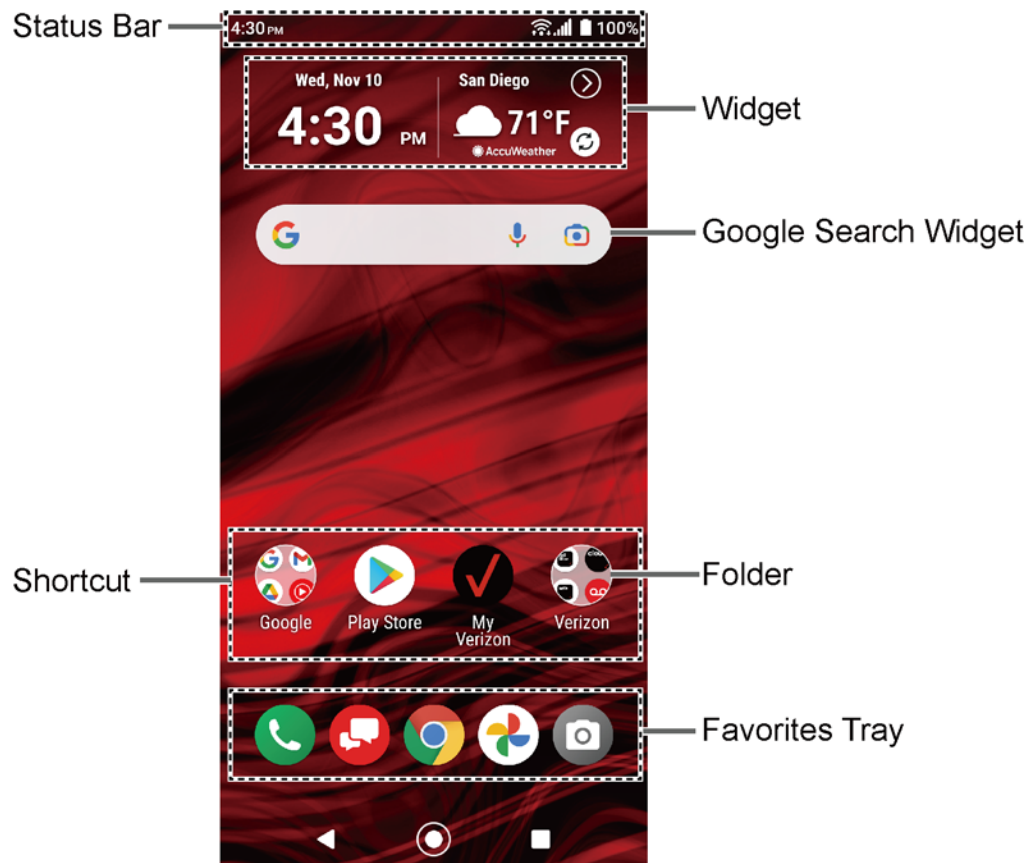 Status Bar
4:30 PM 100%
Wed, Nov 10
4:30 PM
San Diego
71°F
AccuWeather
Widget
Google Search Widget
Shortcut
Google
Play Store
My
Verizon
Verizon
Folder
Favorites Tray